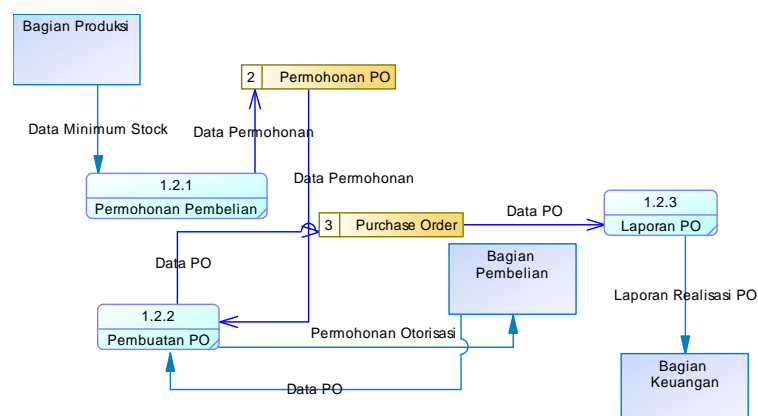 Bagian Produksi
2 Permohonan PO
Data Minimum Stock
Data Permohonan
1.2.1
Permohonan Pembelian
Data Permohonan
1.2.3
Laporan PO
Data PO
3 Purchase Order
Bagian
Pembelian
Data PO
Laporan Realisasi PO
1.2.2
Pembuatan PO
Permohonan Otorisasi
Bagian
Keuangan
Data PO